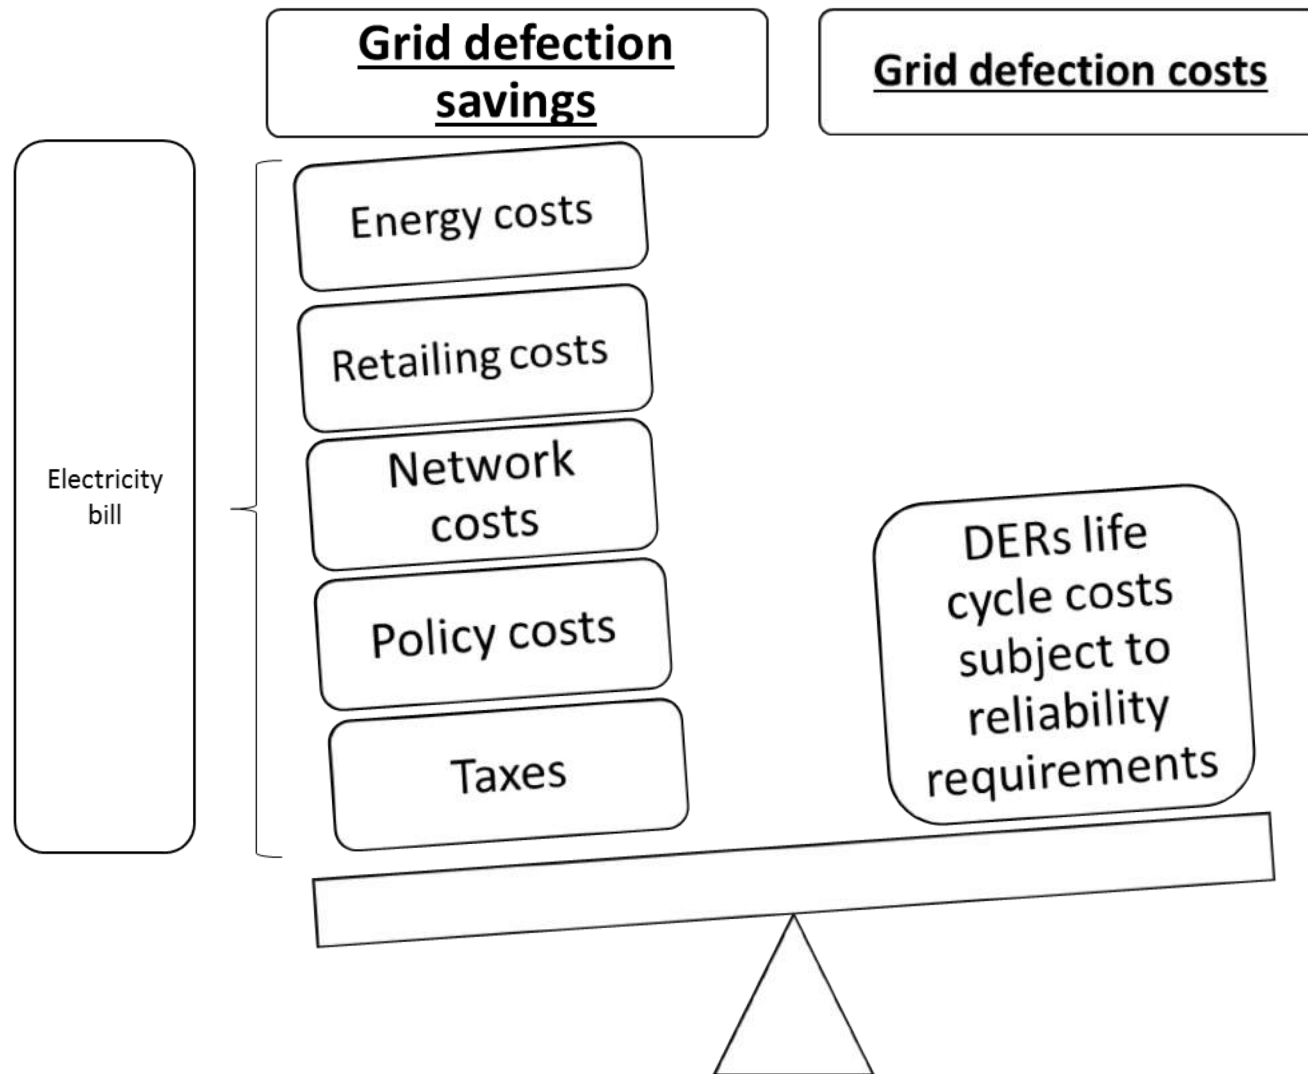 Grid defection
savings
Grid defection costs
Energy costs
Retailing costs
Network
costs
Policy costs
Taxes
Electricity
bill
DERs life
cycle costs
subject to
reliability
requirements